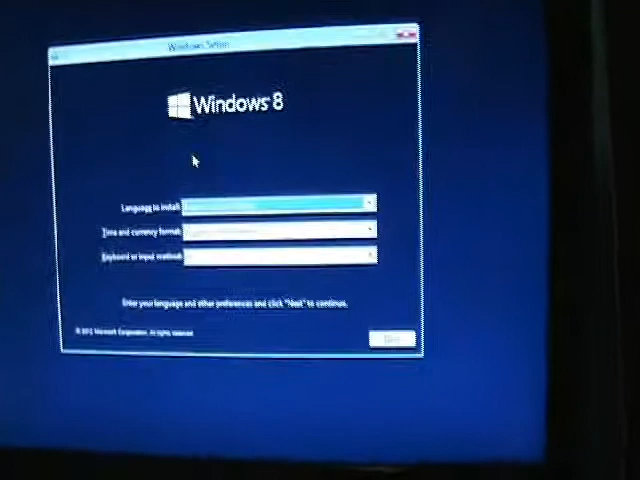 Windows Setup
Windows 8
Language to install:
Time and currency format:
Keyboard or input method:
Enter your language and other preferences and click "Next" to continue.
© 2012 Microsoft Corporation. All rights reserved.
Next